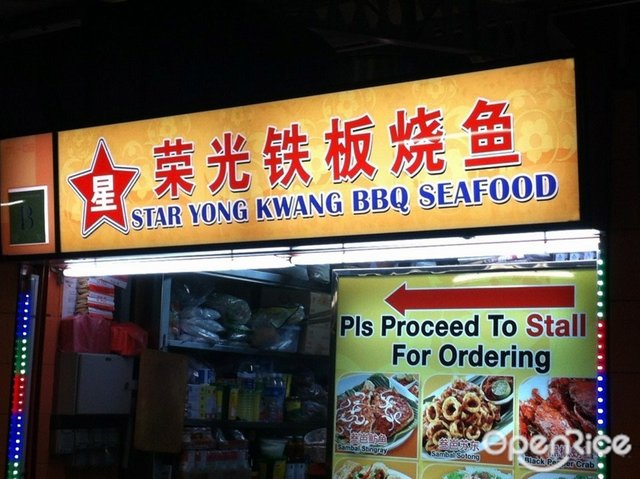 星 荣光铁板烧鱼
STAR YONG KWANG BBQ SEAFOOD
B
Pls Proceed To Stall
For Ordering
Sambal Stingray
Sambal Sotong
Black Pepper Crab
OpenRice